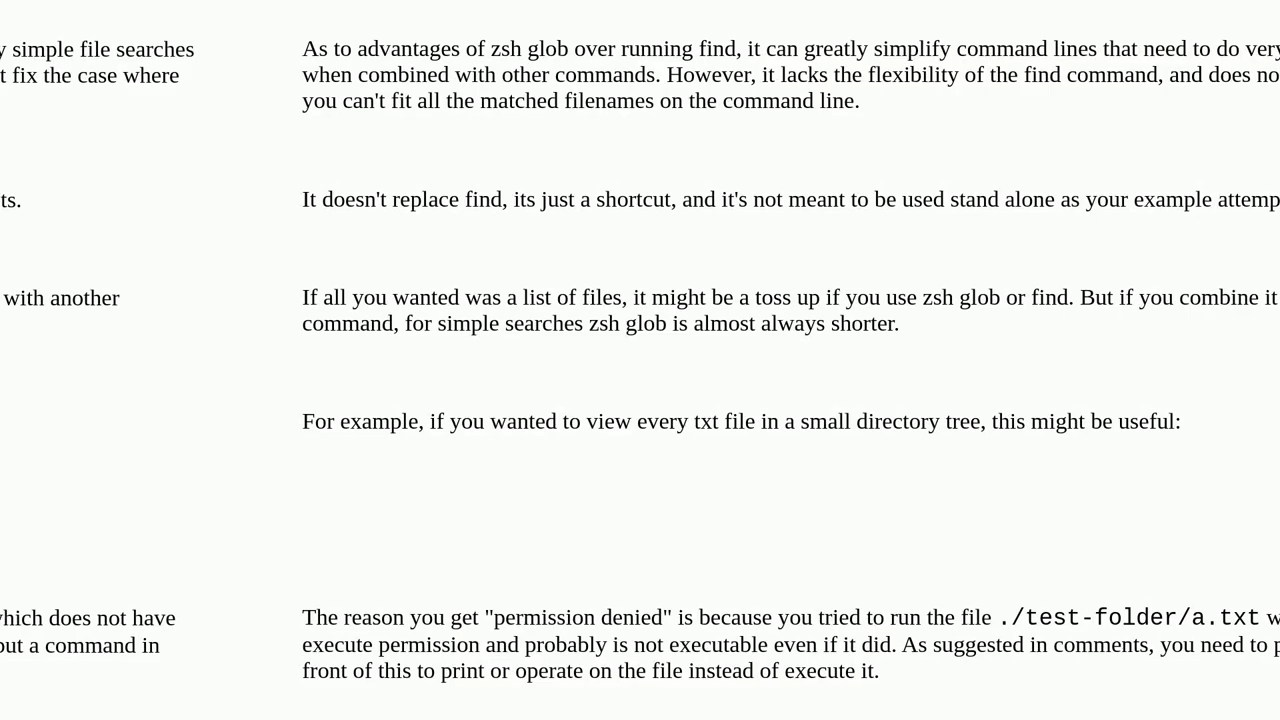 y simple file searches
t fix the case where
ts.
with another
which does not have
out a command in
As to advantages of zsh glob over running find, it can greatly simplify command lines that need to do very
when combined with other commands. However, it lacks the flexibility of the find command, and does no
you can't fit all the matched filenames on the command line.
It doesn't replace find, its just a shortcut, and it's not meant to be used stand alone as your example attemp
If all you wanted was a list of files, it might be a toss up if you use zsh glob or find. But if you combine it
command, for simple searches zsh glob is almost always shorter.
For example, if you wanted to view every txt file in a small directory tree, this might be useful:
The reason you get "permission denied" is because you tried to run the file ./test-folder/a.txt w
execute permission and probably is not executable even if it did. As suggested in comments, you need to p
front of this to print or operate on the file instead of execute it.